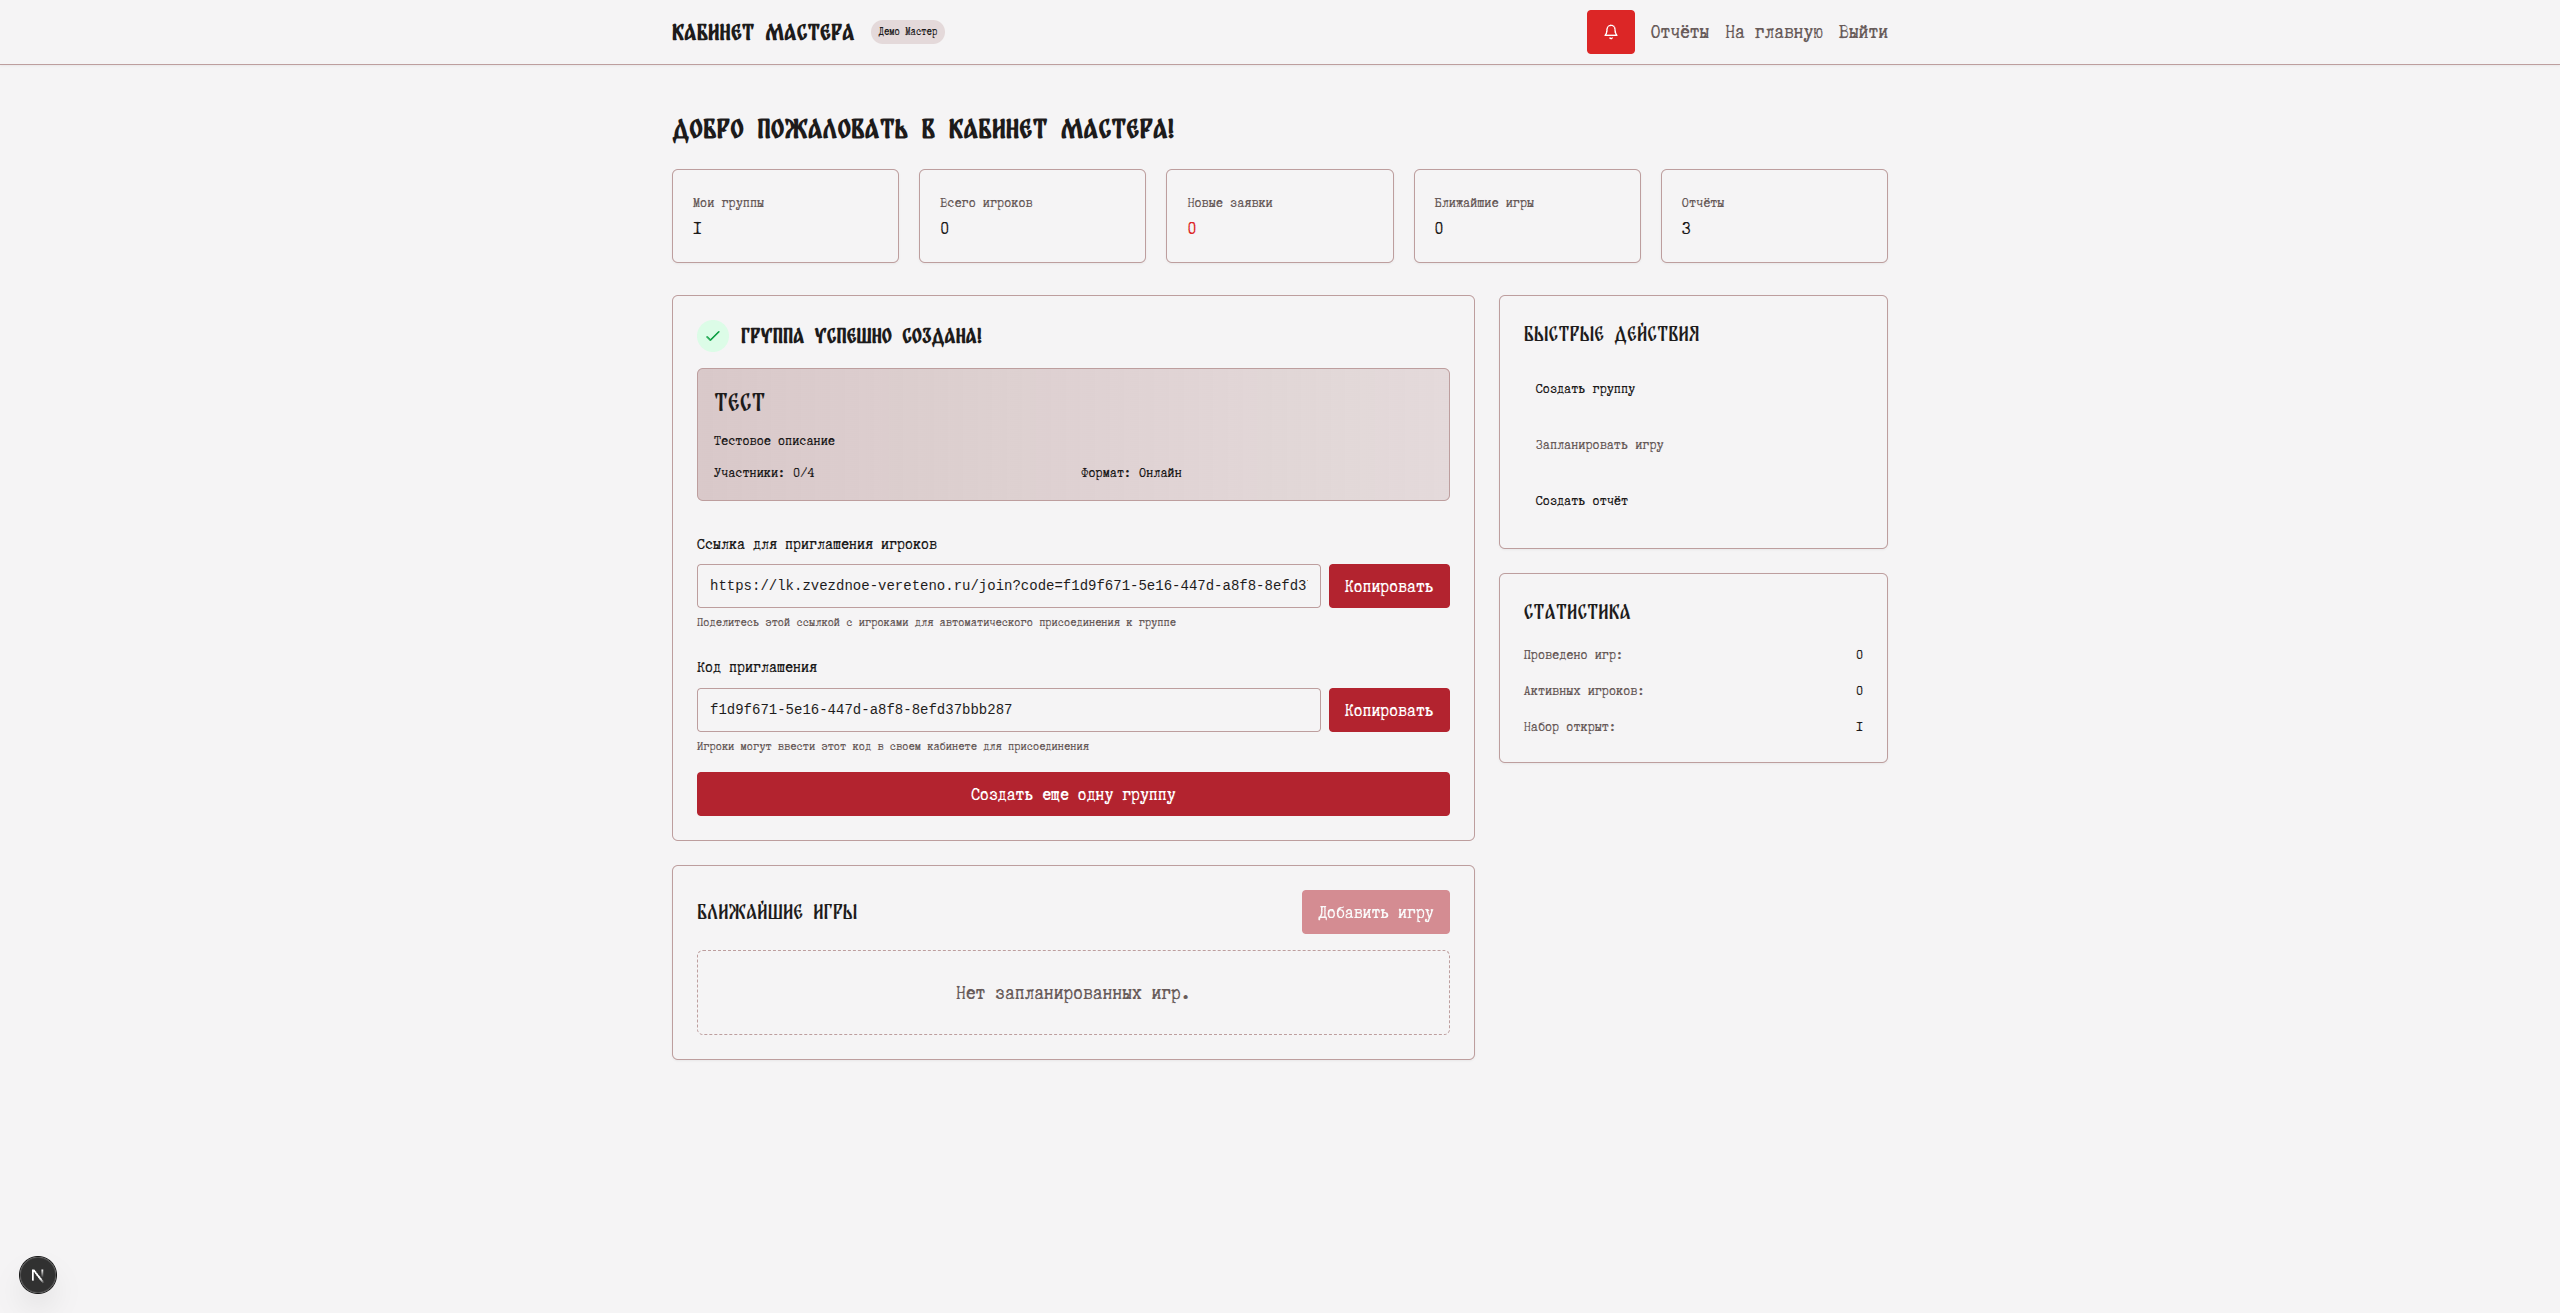 КАБИНЕТ МАСТЕРА Демо Мастер Отчёты На главную Выйти
ДОБРО ПОЖАЛОВАТЬ В КАБИНЕТ МАСТЕРА!
Мои группы Всего игроков Новые заявки Ближайшие игры Отчёты
I 0 0 0 3
ГРУППА УСПЕШНО СОЗДАНА!
ТЕСТ
Тестовое описание
Участники: 0/4 Формат: Онлайн
Ссылка для приглашения игроков
https://lk.zvezdnoe-vereteno.ru/join?code=f1d9f671-5e16-447d-a8f8-8efd37 Копировать
Поделитесь этой ссылкой с игроками для автоматического присоединения к группе
Код приглашения
f1d9f671-5e16-447d-a8f8-8efd37bbb287 Копировать
Игроки могут ввести этот код в своем кабинете для присоединения
Создать еще одну группу
БЛИЖАЙШИЕ ИГРЫ Добавить игру
Нет запланированных игр.
БЫСТРЫЕ ДЕЙСТВИЯ
Создать группу
Запланировать игру
Создать отчёт
СТАТИСТИКА
Проведено игр: 0
Активных игроков: 0
Набор открыт: I
N